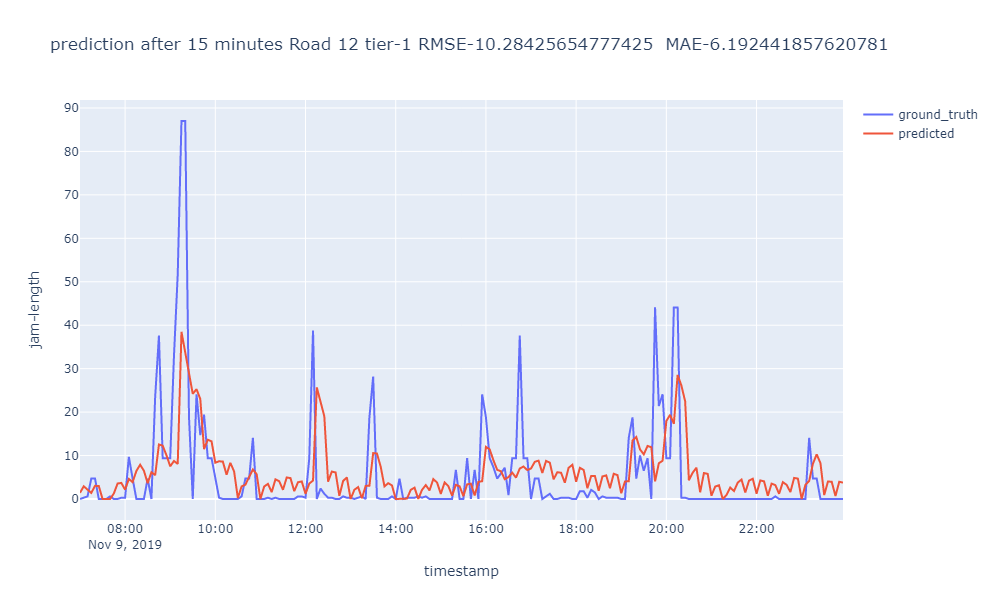 prediction after 15 minutes Road 12 tier-1 RMSE-10.28425654777425 MAE-6.192441857620781
ground_truth
predicted
90
80
70
60
50
40
30
20
10
0
jam-length
08:00 10:00 12:00 14:00 16:00 18:00 20:00 22:00
Nov 9, 2019
timestamp